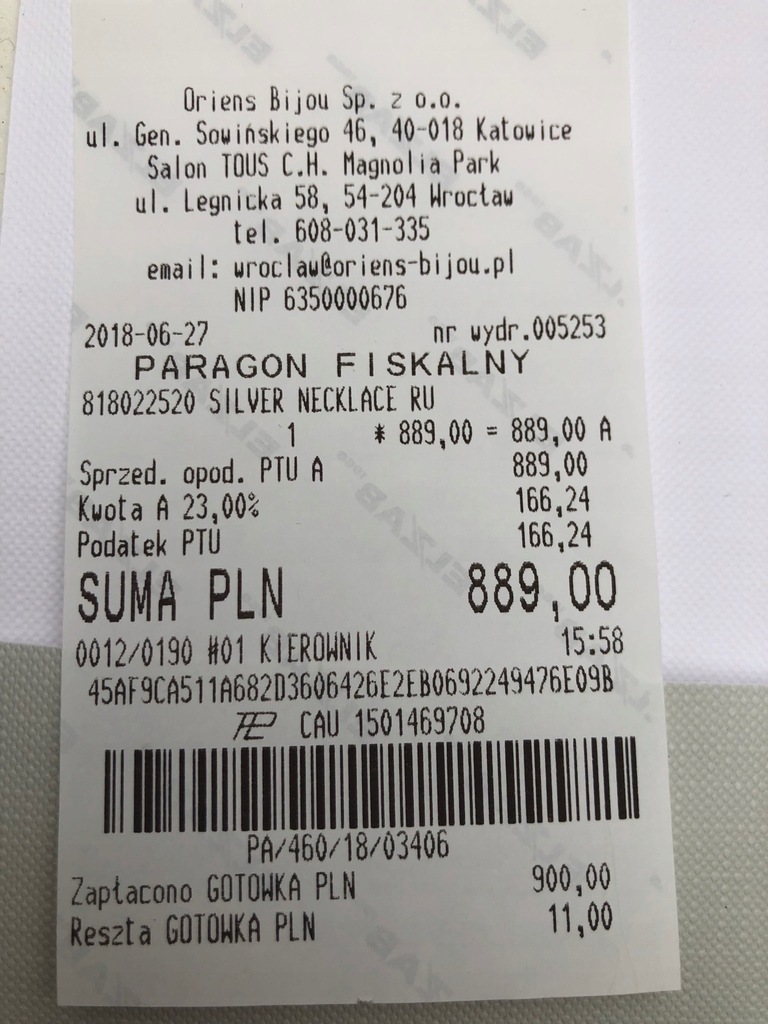 Oriens Bijou Sp. z o.o.
ul. Gen. Sowińskiego 46, 40-018 Katowice
Salon TOUS C.H. Magnolia Park
ul. Legnicka 58, 54-204 Wrocław
tel. 608-031-335
email: wroclaw@oriens-bijou.pl
NIP 6350000676
2018-06-27 nr wydr.005253
PARAGON FISKALNY
818022520 SILVER NECKLACE RU
1 * 889,00 = 889,00 A
Sprzed. opod. PTU A 889,00
Kwota A 23,00% 166,24
Podatek PTU 166,24
SUMA PLN 889,00
0012/0190 #01 KIEROWNIK 15:58
45AF9CA511A682D3606426E2EB0692249476E09B
CAU 1501469708
PA/460/18/03406
Zapłacono GOTÓWKA PLN 900,00
Reszta GOTÓWKA PLN 11,00